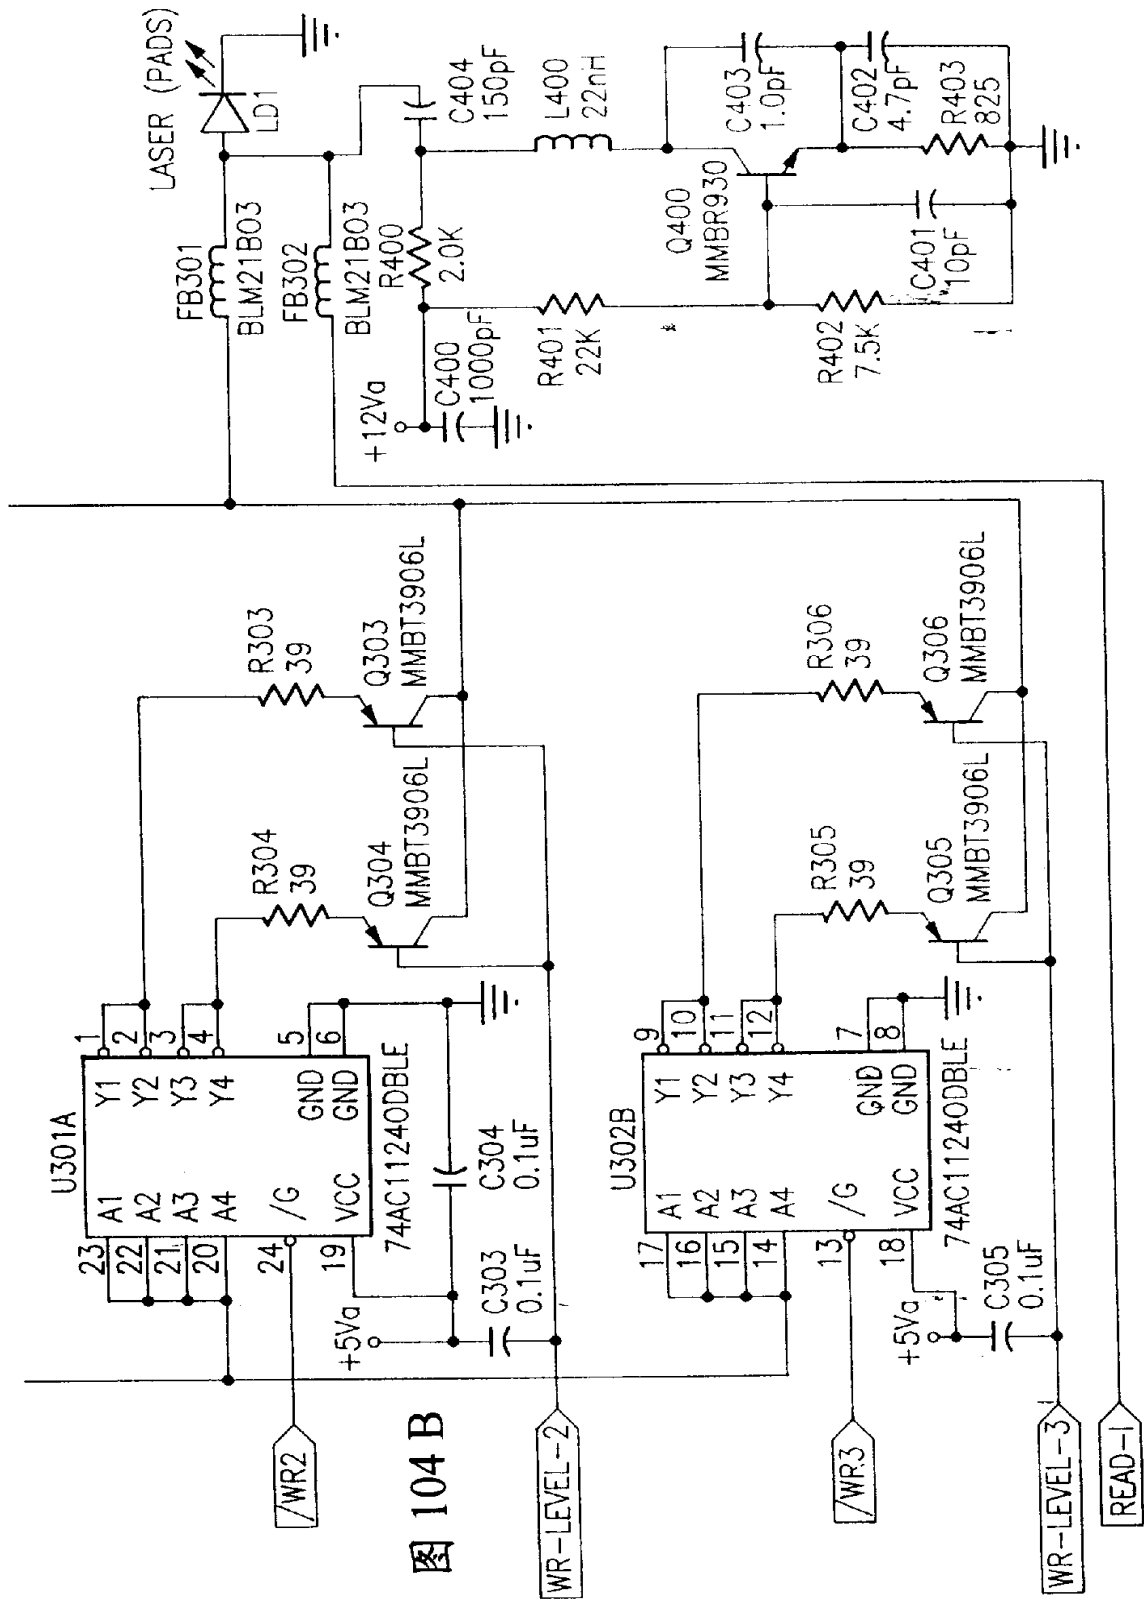 LASER (PADS)
LD1
FB301
BLM21B03
FB302
BLM21B03
C404
150pF
R400
2.0K
L400
22nH
+12Va
C400
1000pF
R401
22K
Q400
MMBR930
C403
1.0pF
C402
4.7pF
R403
825
C401
10pF
R402
7.5K
R303
39
Q303
MMBT3906L
R304
39
Q304
MMBT3906L
R306
39
Q306
MMBT3906L
R305
39
Q305
MMBT3906L
U301A
23
A1
Y1
1
22
A2
Y2
2
21
A3
Y3
3
20
A4
Y4
4
24
/G
GND
5
19
VCC
GND
6
74AC11240DBLE
C304
0.1uF
C303
0.1uF
+5Va
/WR2
WR-LEVEL-2
U302B
17
A1
Y1
9
16
A2
Y2
10
15
A3
Y3
11
14
A4
Y4
12
13
/G
GND
7
18
VCC
GND
8
74AC11240DBLE
C305
0.1uF
+5Va
/WR3
WR-LEVEL-3
READ-I
图 104 B